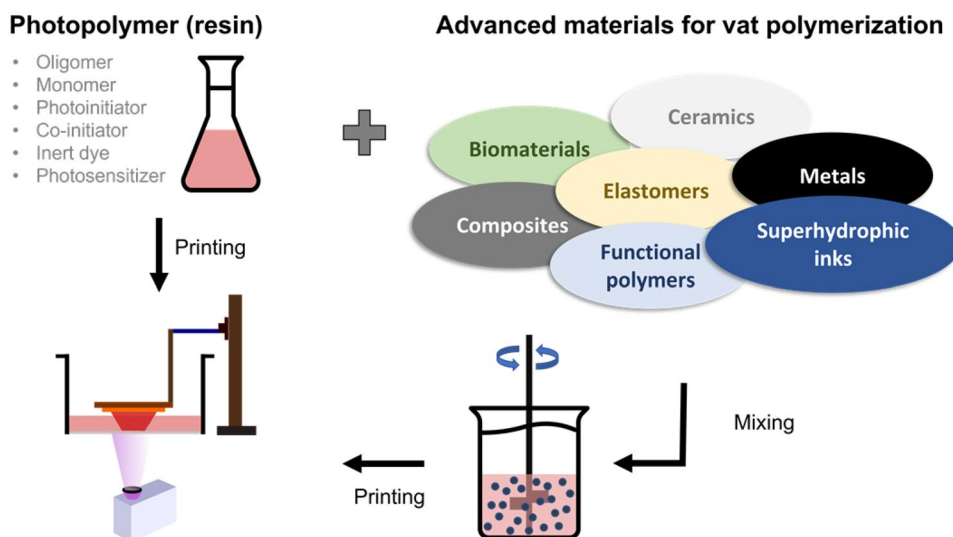 Photopolymer (resin)
• Oligomer
• Monomer
• Photoinitiator
• Co-initiator
• Inert dye
• Photosensitizer
Advanced materials for vat polymerization
Ceramics
Biomaterials
Elastomers
Metals
Composites
Functional
polymers
Superhydrophic
inks
Printing
Mixing
Printing